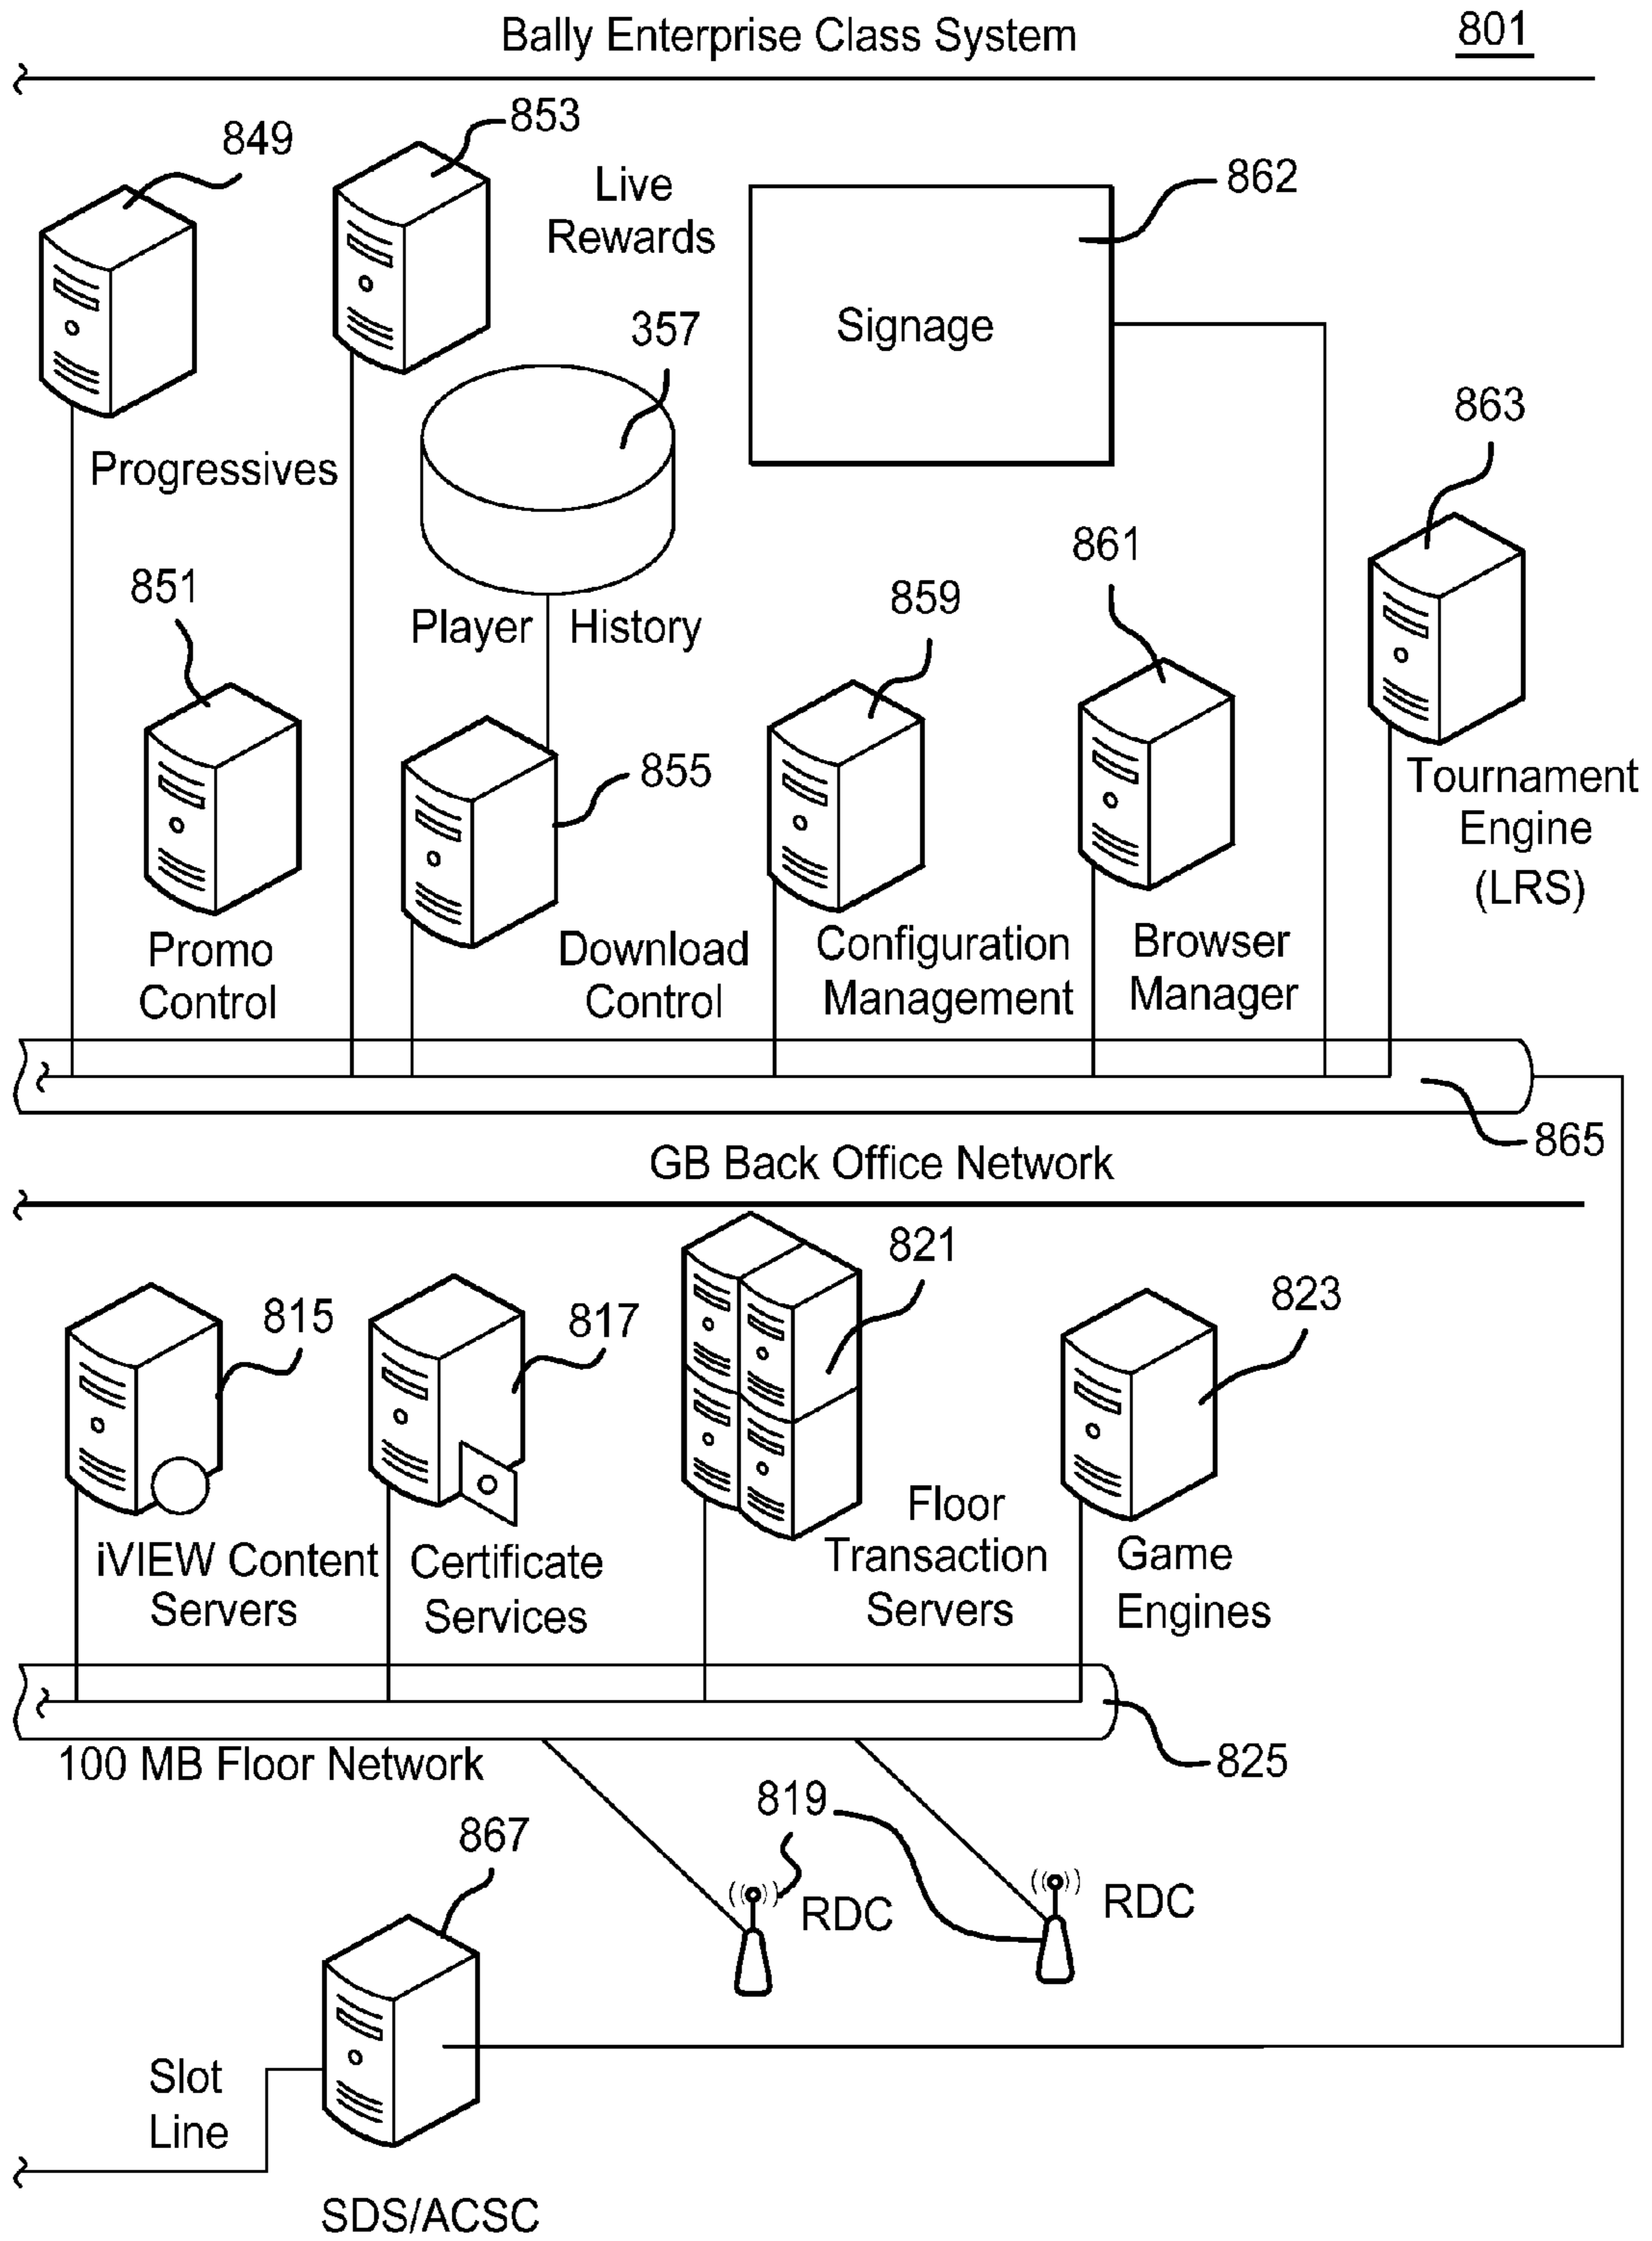 Bally Enterprise Class System
801
849
853
Live
Rewards
862
Signage
357
863
Progressives
851
Player History
859
861
855
Tournament
Engine
(LRS)
Promo
Control
Download
Control
Configuration
Management
Browser
Manager
865
GB Back Office Network
815
817
821
823
iVIEW Content
Servers
Certificate
Services
Floor
Transaction
Servers
Game
Engines
825
100 MB Floor Network
819
867
RDC
RDC
Slot
Line
SDS/ACSC